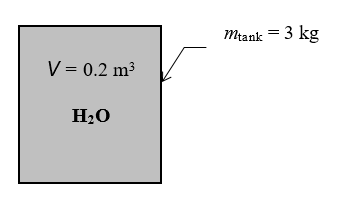 m_tank = 3 kg
V = 0.2 m³
H₂O